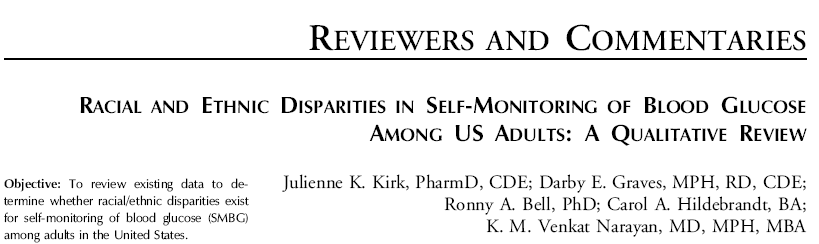 REVIEWERS AND COMMENTARIES
RACIAL AND ETHNIC DISPARITIES IN SELF-MONITORING OF BLOOD GLUCOSE
AMONG US ADULTS: A QUALITATIVE REVIEW
Objective: To review existing data to de-
termine whether racial/ethnic disparities exist
for self-monitoring of blood glucose (SMBG)
among adults in the United States.
Julienne K. Kirk, PharmD, CDE; Darby E. Graves, MPH, RD, CDE;
Ronny A. Bell, PhD; Carol A. Hildebrandt, BA;
K. M. Venkat Narayan, MD, MPH, MBA